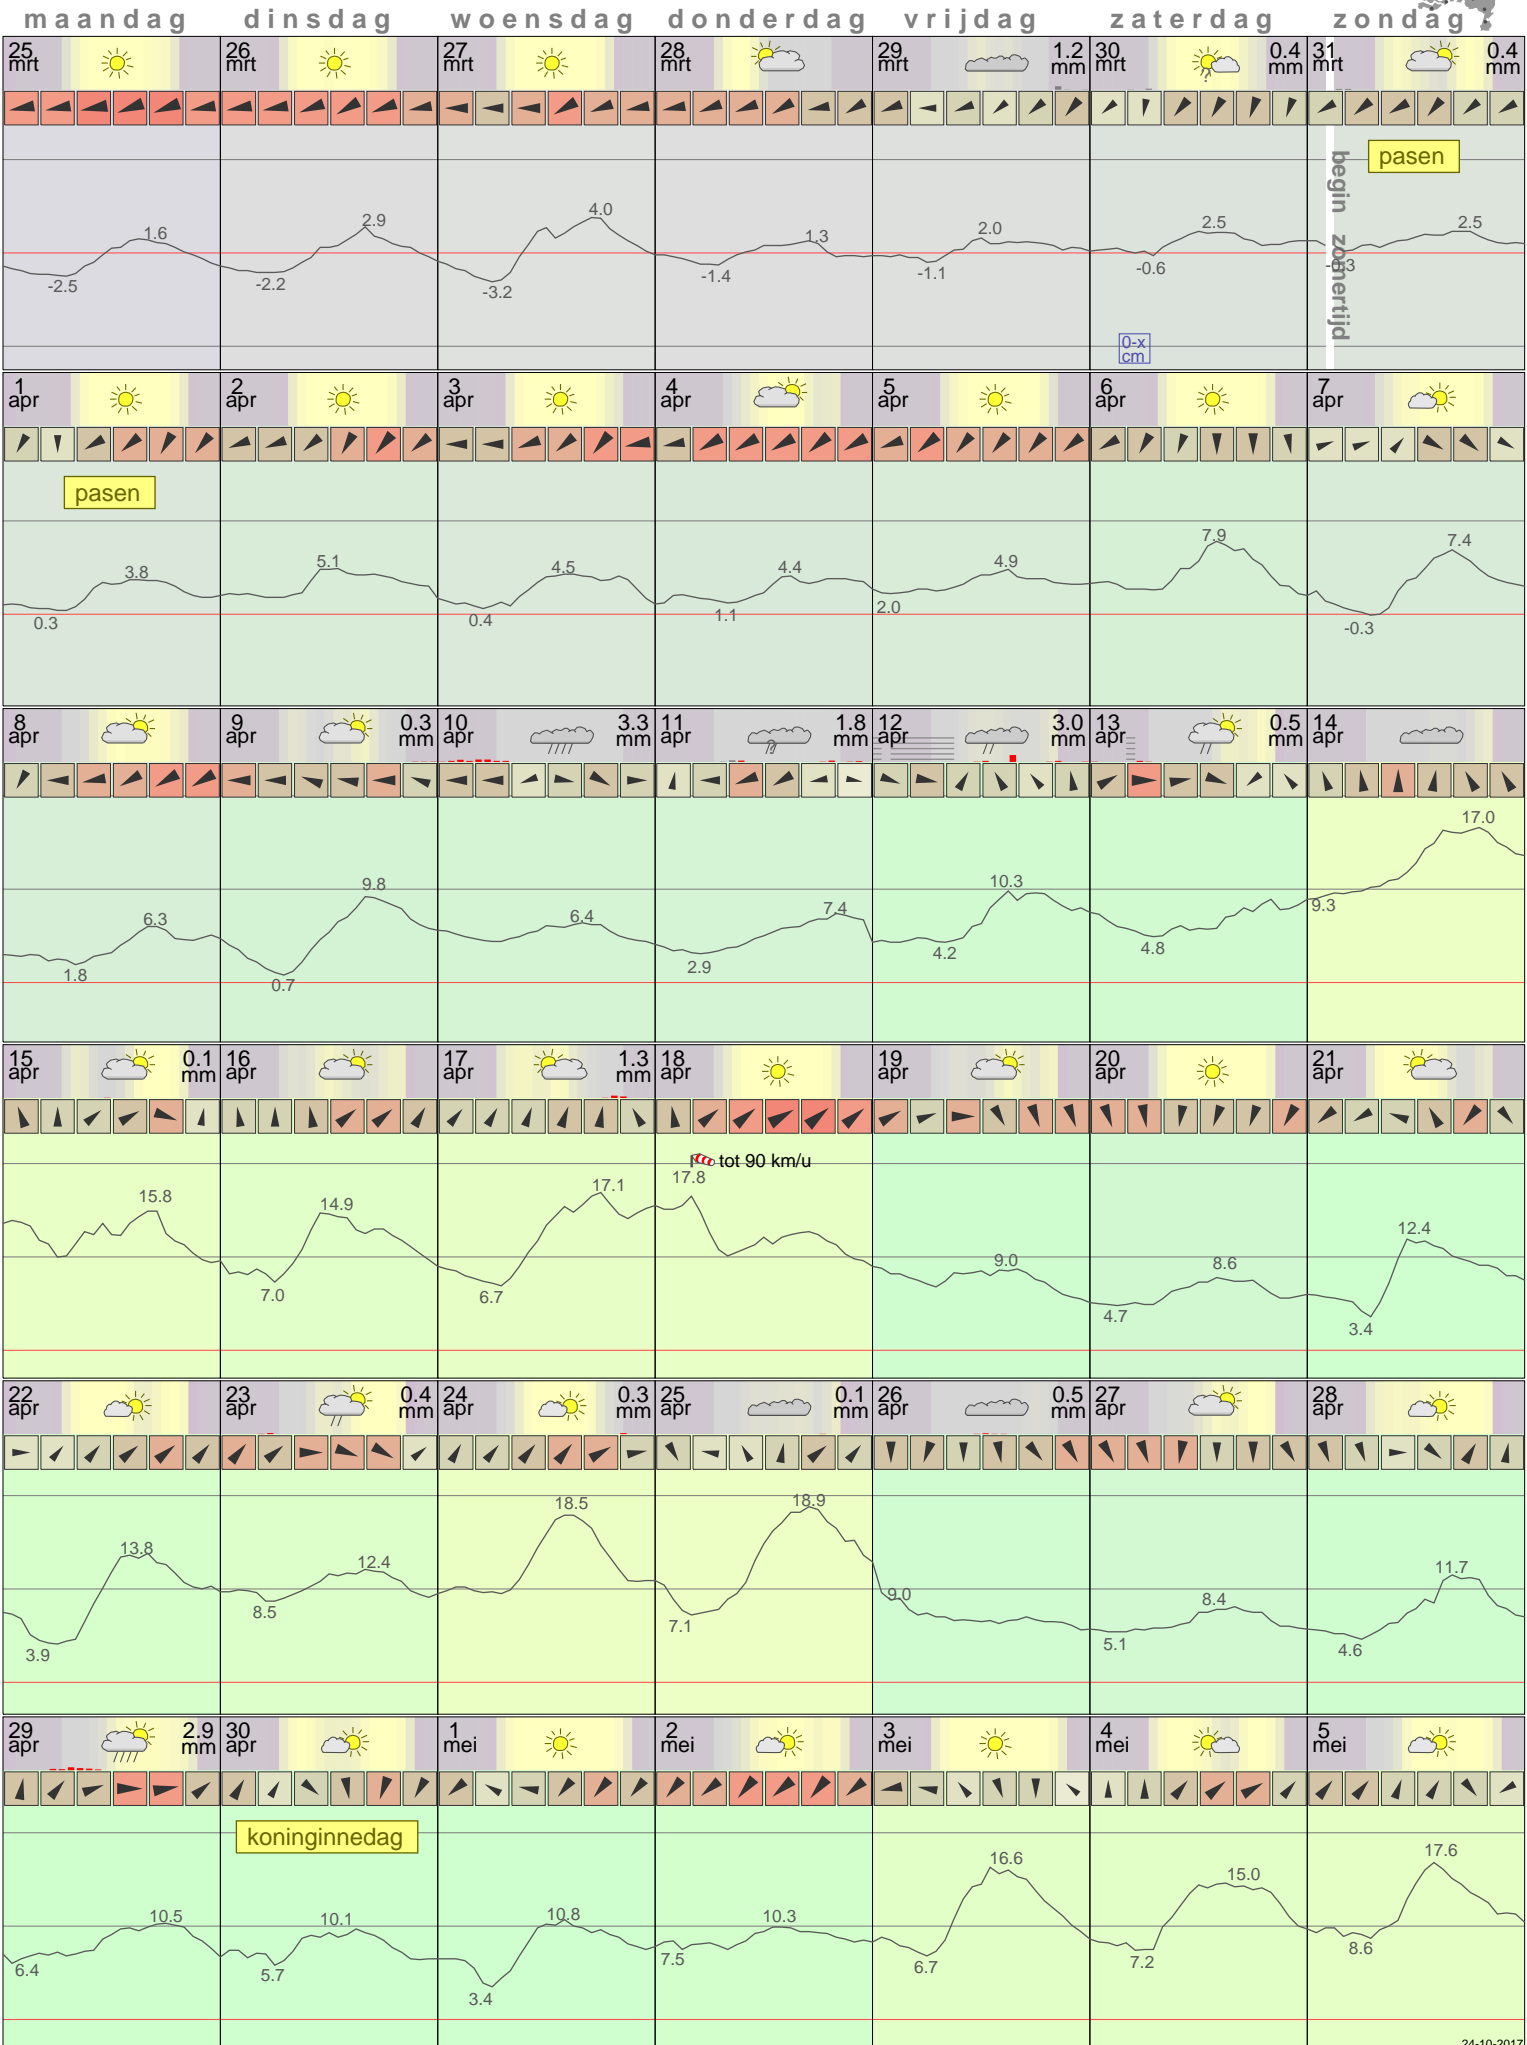 maandag dinsdag woensdag donderdag vrijdag zaterdag zondag
25 26 27 28 29 1.2 30 0.4 31 0.4
mrt mrt mrt mrt mrt mm mrt mm mrt mm
pasen
begin zomertijd
1.6 2.9 4.0 1.3 2.0 2.5 2.5
-2.5 -2.2 -3.2 -1.4 -1.1 -0.6
0-x
cm
1 2 3 4 5 6 7
apr apr apr apr apr apr apr
pasen
3.8 5.1 4.5 4.4 4.9 7.9 7.4
0.3 0.4 1.1 2.0 -0.3
8 9 0.3 10 3.3 11 1.8 12 3.0 13 0.5 14
apr apr mm apr mm apr mm apr mm apr mm apr
6.3 9.8 6.4 7.4 10.3 17.0
1.8 0.7 2.9 4.2 4.8 9.3
15 0.1 16 17 1.3 18 19 20 21
apr mm apr apr mm apr apr apr apr
tot 90 km/u
15.8 14.9 17.1 17.8 9.0 8.6 12.4
7.0 6.7 4.7 3.4
22 23 0.4 24 0.3 25 0.1 26 0.5 27 28
apr apr mm apr mm apr mm apr mm apr apr
13.8 12.4 18.5 18.9 9.0 8.4 11.7
3.9 8.5 7.1 5.1 4.6
29 2.9 30 1 2 3 4 5
apr mm apr mei mei mei mei mei
koninginnedag
10.5 10.1 10.8 10.3 16.6 15.0 17.6
6.4 5.7 3.4 7.5 6.7 7.2 8.6
24-10-2017